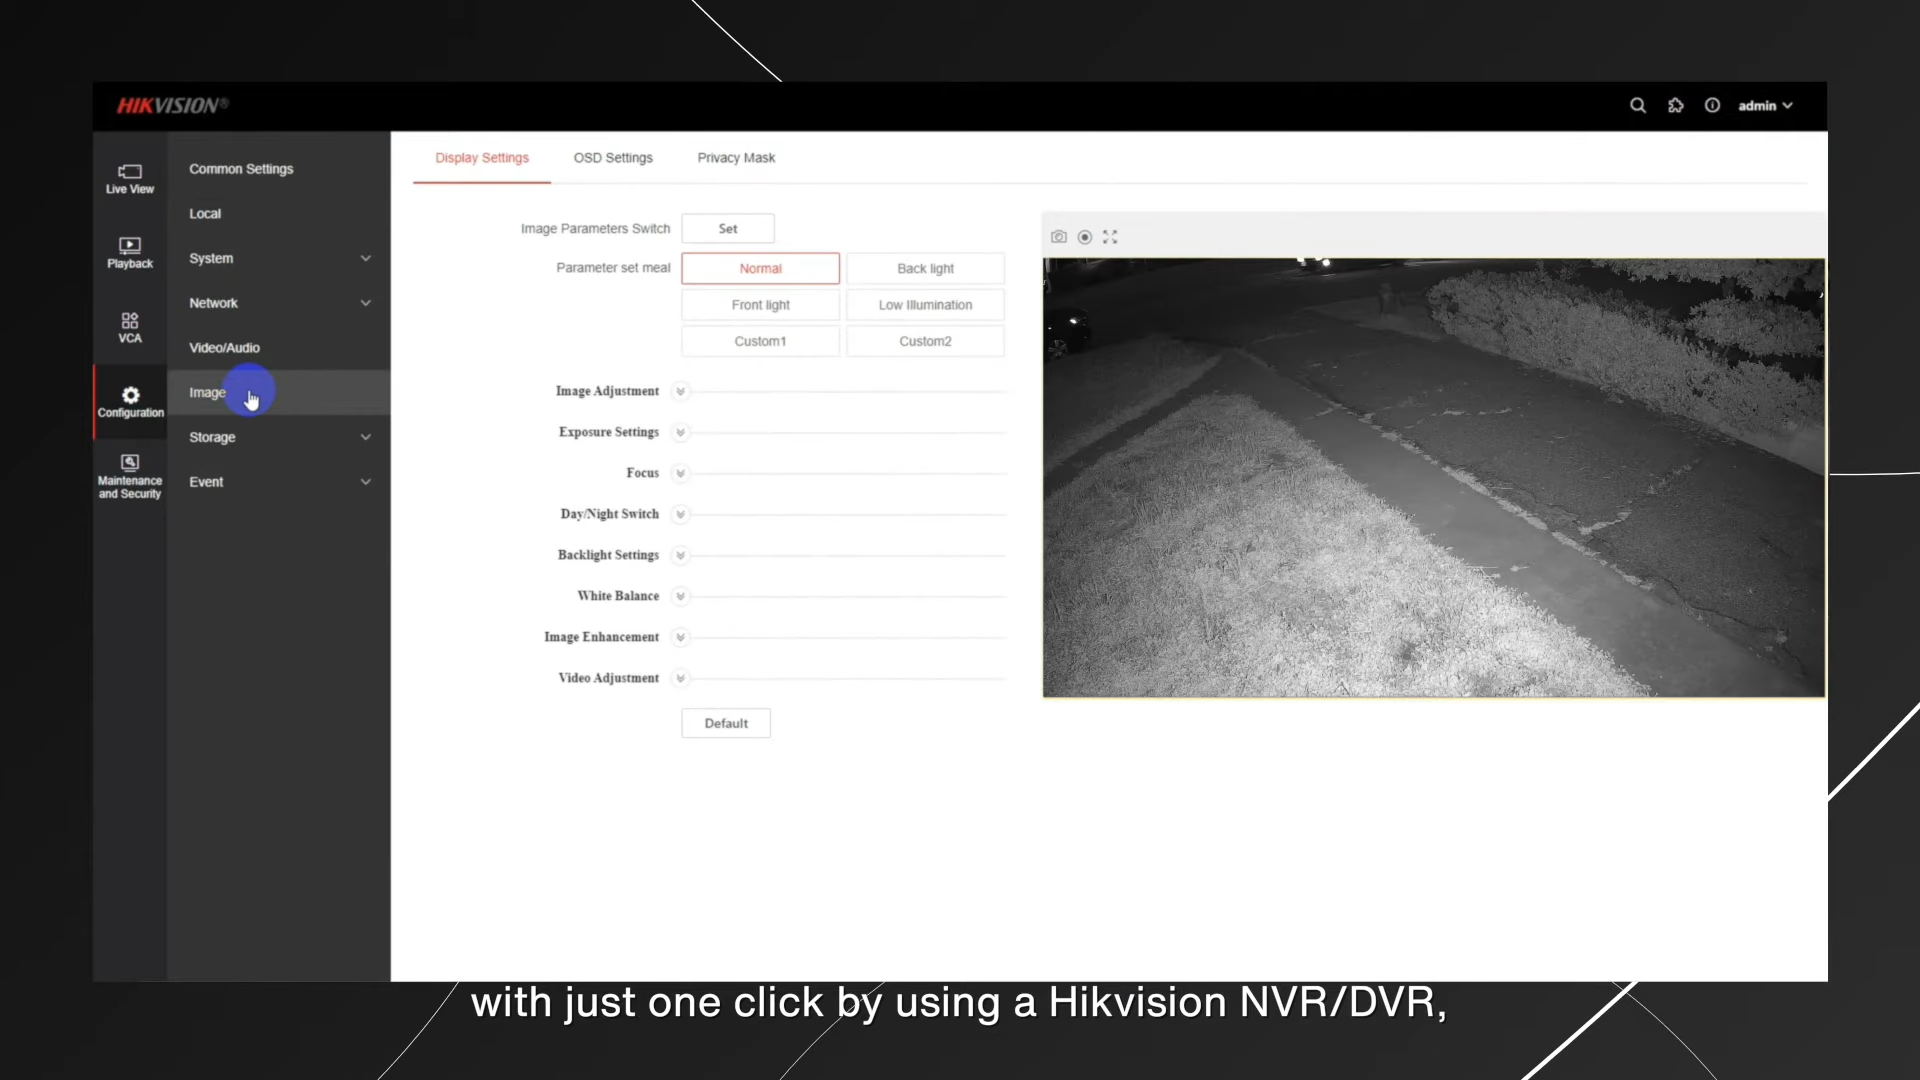 HIKVISION®
admin
Live View
Playback
VCA
Configuration
Maintenance
and Security
Common Settings
Local
System
Network
Video/Audio
Image
Storage
Event
Display Settings OSD Settings Privacy Mask
Image Parameters Switch Set
Parameter set meal Normal Back light
Front light Low Illumination
Custom1 Custom2
Image Adjustment
Exposure Settings
Focus
Day/Night Switch
Backlight Settings
White Balance
Image Enhancement
Video Adjustment
Default
with just one click by using a Hikvision NVR/DVR,